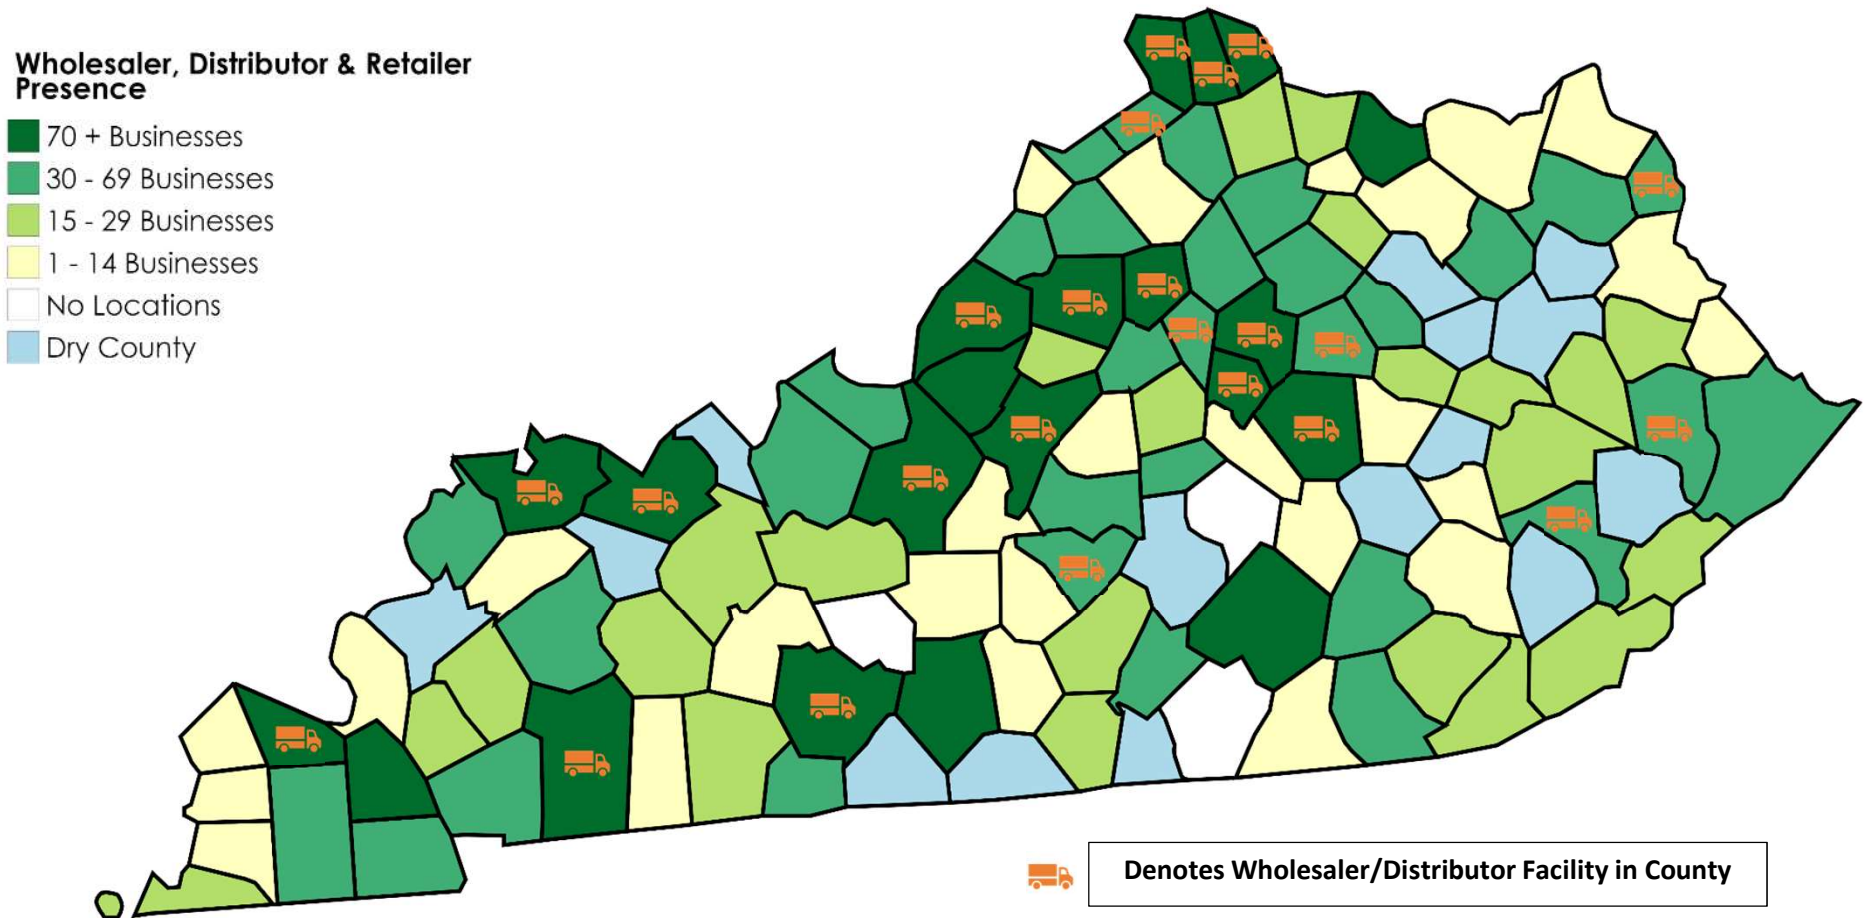 Wholesaler, Distributor & Retailer
Presence
70 + Businesses
30 - 69 Businesses
15 - 29 Businesses
1 - 14 Businesses
No Locations
Dry County
Denotes Wholesaler/Distributor Facility in County